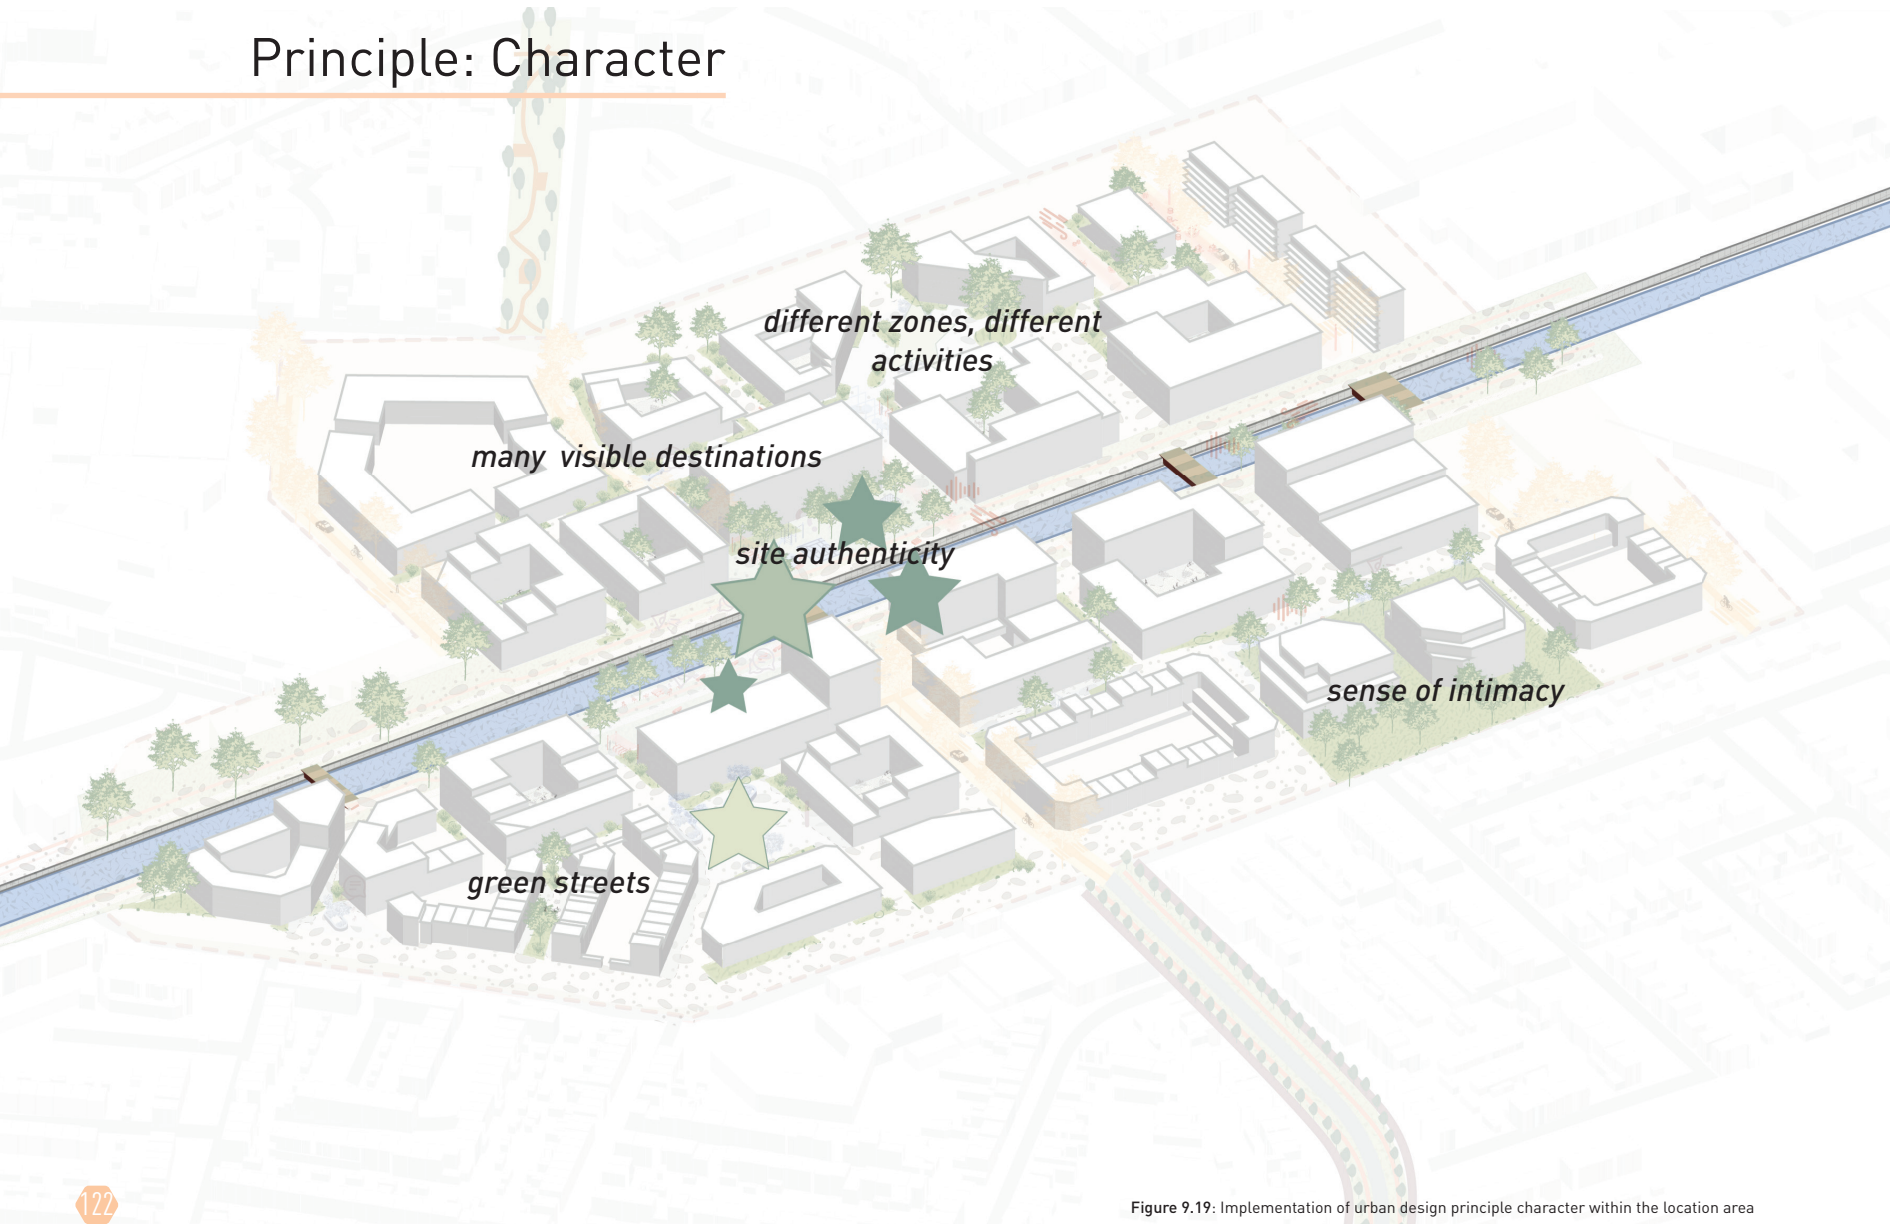 Principle: Character
different zones, different
activities
many visible destinations
site authenticity
sense of intimacy
green streets
122
Figure 9.19: Implementation of urban design principle character within the location area